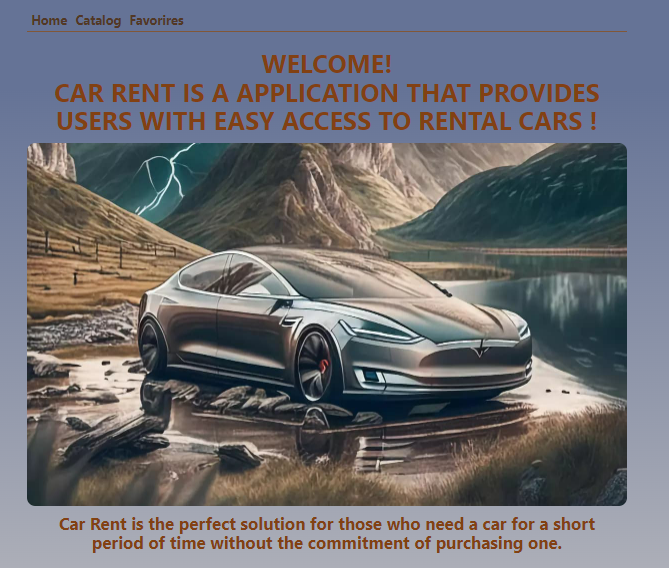 Home Catalog Favorires
WELCOME!
CAR RENT IS A APPLICATION THAT PROVIDES
USERS WITH EASY ACCESS TO RENTAL CARS !
Car Rent is the perfect solution for those who need a car for a short
period of time without the commitment of purchasing one.